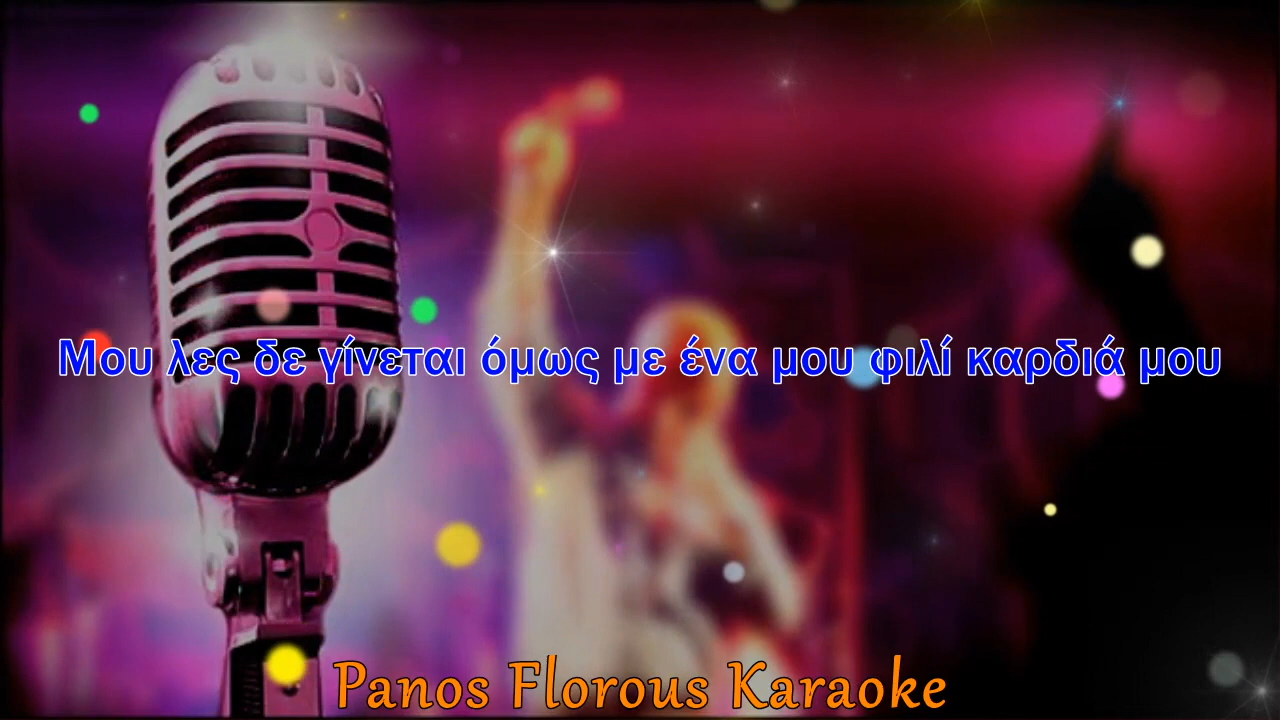 Μου λες δε γίνεται όμως με ένα μου φιλί καρδιά μου
Panos Florous Karaoke